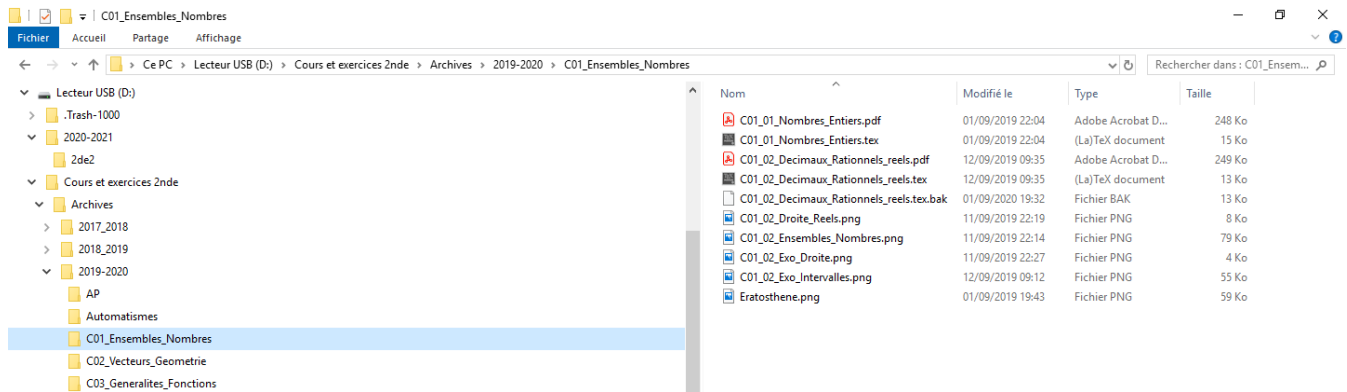 C01_Ensembles_Nombres
Fichier Accueil Partage Affichage
Ce PC > Lecteur USB (D:) > Cours et exercices 2nde > Archives > 2019-2020 > C01_Ensembles_Nombres
Rechercher dans : C01_Ensem...
Lecteur USB (D:)
.Trash-1000
2020-2021
2de2
Cours et exercices 2nde
Archives
2017_2018
2018_2019
2019-2020
AP
Automatismes
C01_Ensembles_Nombres
C02_Vecteurs_Geometrie
C03_Generalites_Fonctions
Nom Modifié le Type Taille
C01_01_Nombres_Entiers.pdf 01/09/2019 22:04 Adobe Acrobat D... 248 Ko
C01_01_Nombres_Entiers.tex 01/09/2019 22:04 (La)TeX document 15 Ko
C01_02_Decimaux_Rationnels_reels.pdf 12/09/2019 09:35 Adobe Acrobat D... 249 Ko
C01_02_Decimaux_Rationnels_reels.tex 12/09/2019 09:35 (La)TeX document 13 Ko
C01_02_Decimaux_Rationnels_reels.tex.bak 01/09/2020 19:32 Fichier BAK 13 Ko
C01_02_Droite_Reels.png 11/09/2019 22:19 Fichier PNG 8 Ko
C01_02_Ensembles_Nombres.png 11/09/2019 22:14 Fichier PNG 79 Ko
C01_02_Exo_Droite.png 11/09/2019 22:27 Fichier PNG 4 Ko
C01_02_Exo_Intervalles.png 12/09/2019 09:12 Fichier PNG 55 Ko
Eratosthene.png 01/09/2019 19:43 Fichier PNG 59 Ko